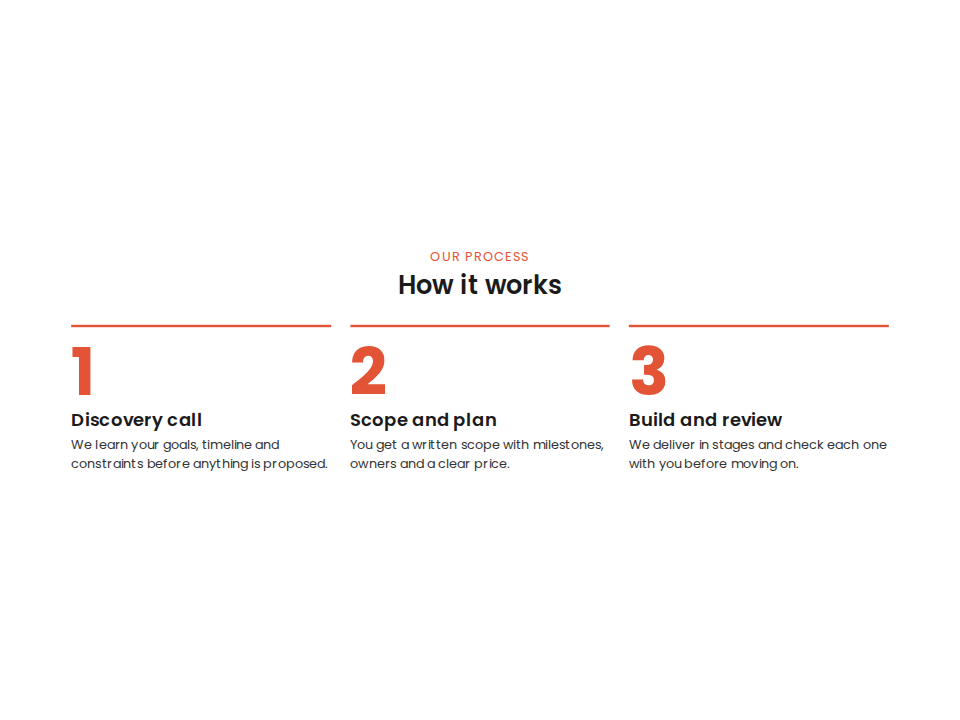 OUR PROCESS
How it works
1
Discovery call
We learn your goals, timeline and
constraints before anything is proposed.
2
Scope and plan
You get a written scope with milestones,
owners and a clear price.
3
Build and review
We deliver in stages and check each one
with you before moving on.